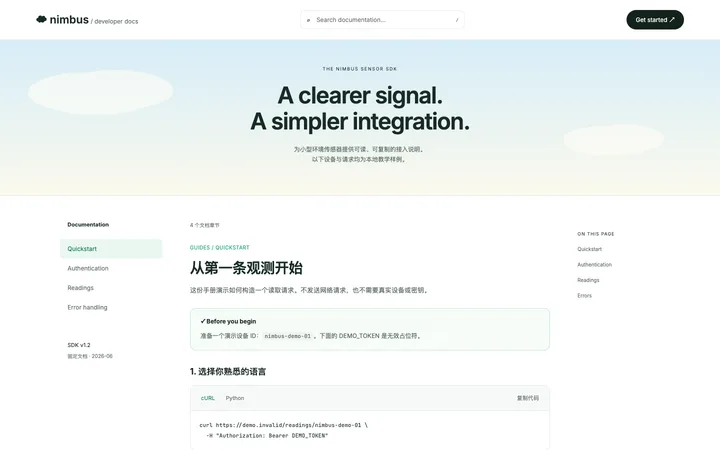 nimbus / developer docs
Search documentation... /
Get started ↗
THE NIMBUS SENSOR SDK
A clearer signal.
A simpler integration.
为小型环境传感器提供可读、可复制的接入说明。
以下设备与请求均为本地教学样例。
Documentation
Quickstart
Authentication
Readings
Error handling
SDK v1.2
固定文档 · 2026-06
4 个文档章节
GUIDES / QUICKSTART
从第一条观测开始
这份手册演示如何构造一个读取请求。不发送网络请求，也不需要真实设备或密钥。
✓ Before you begin
准备一个演示设备 ID： nimbus-demo-01 。下面的 DEMO_TOKEN 是无效占位符。
1. 选择你熟悉的语言
cURL Python 复制代码
curl https://demo.invalid/readings/nimbus-demo-01 \
-H "Authorization: Bearer DEMO_TOKEN"
ON THIS PAGE
Quickstart
Authentication
Readings
Errors